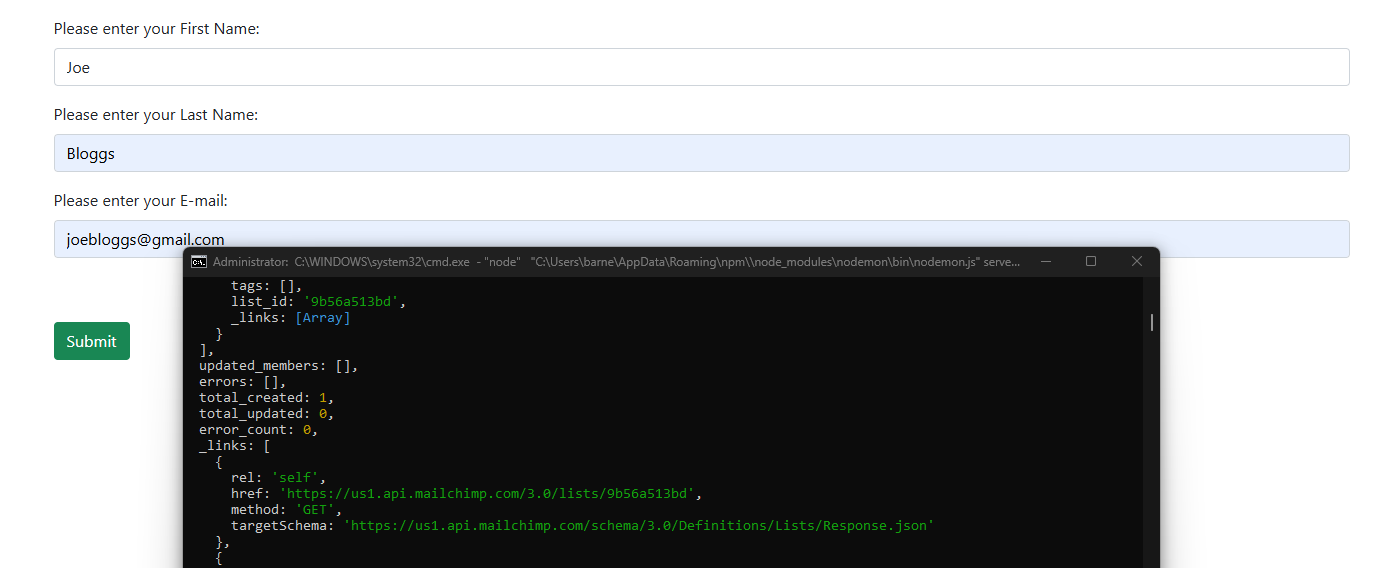 Please enter your First Name:
Joe
Please enter your Last Name:
Bloggs
Please enter your E-mail:
joebloggs@gmail.com
Submit
Administrator: C:\WINDOWS\system32\cmd.exe - "node" "C:\Users\barne\AppData\Roaming\npm\\node_modules\nodemon\bin\nodemon.js" serve...
tags: [],
list_id: '9b56a513bd',
_links: [Array]
}
],
updated_members: [],
errors: [],
total_created: 1,
total_updated: 0,
error_count: 0,
_links: [
{
rel: 'self',
href: 'https://us1.api.mailchimp.com/3.0/lists/9b56a513bd',
method: 'GET',
targetSchema: 'https://us1.api.mailchimp.com/schema/3.0/Definitions/Lists/Response.json'
},
{